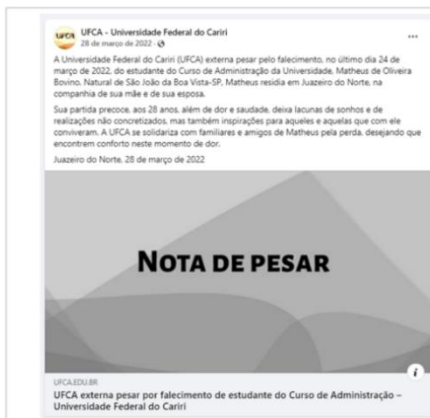 UFCA - Universidade Federal do Cariri
28 de março de 2022 ·
A Universidade Federal do Cariri (UFCA) externa pesar pelo falecimento, no último dia 24 de
março de 2022, do estudante do Curso de Administração da Universidade, Matheus de Oliveira
Bovino. Natural de São João da Boa Vista-SP, Matheus residia em Juazeiro do Norte, na
companhia de sua mãe e de sua esposa.
Sua partida precoce, aos 28 anos, além de dor e saudade, deixa lacunas de sonhos e de
realizações não concretizados, mas também inspirações para aqueles e aquelas que com ele
conviveram. A UFCA se solidariza com familiares e amigos de Matheus pela perda, desejando que
encontrem conforto neste momento de dor.
Juazeiro do Norte, 28 de março de 2022
NOTA DE PESAR
UFCA.EDU.BR
UFCA externa pesar por falecimento de estudante do Curso de Administração –
Universidade Federal do Cariri